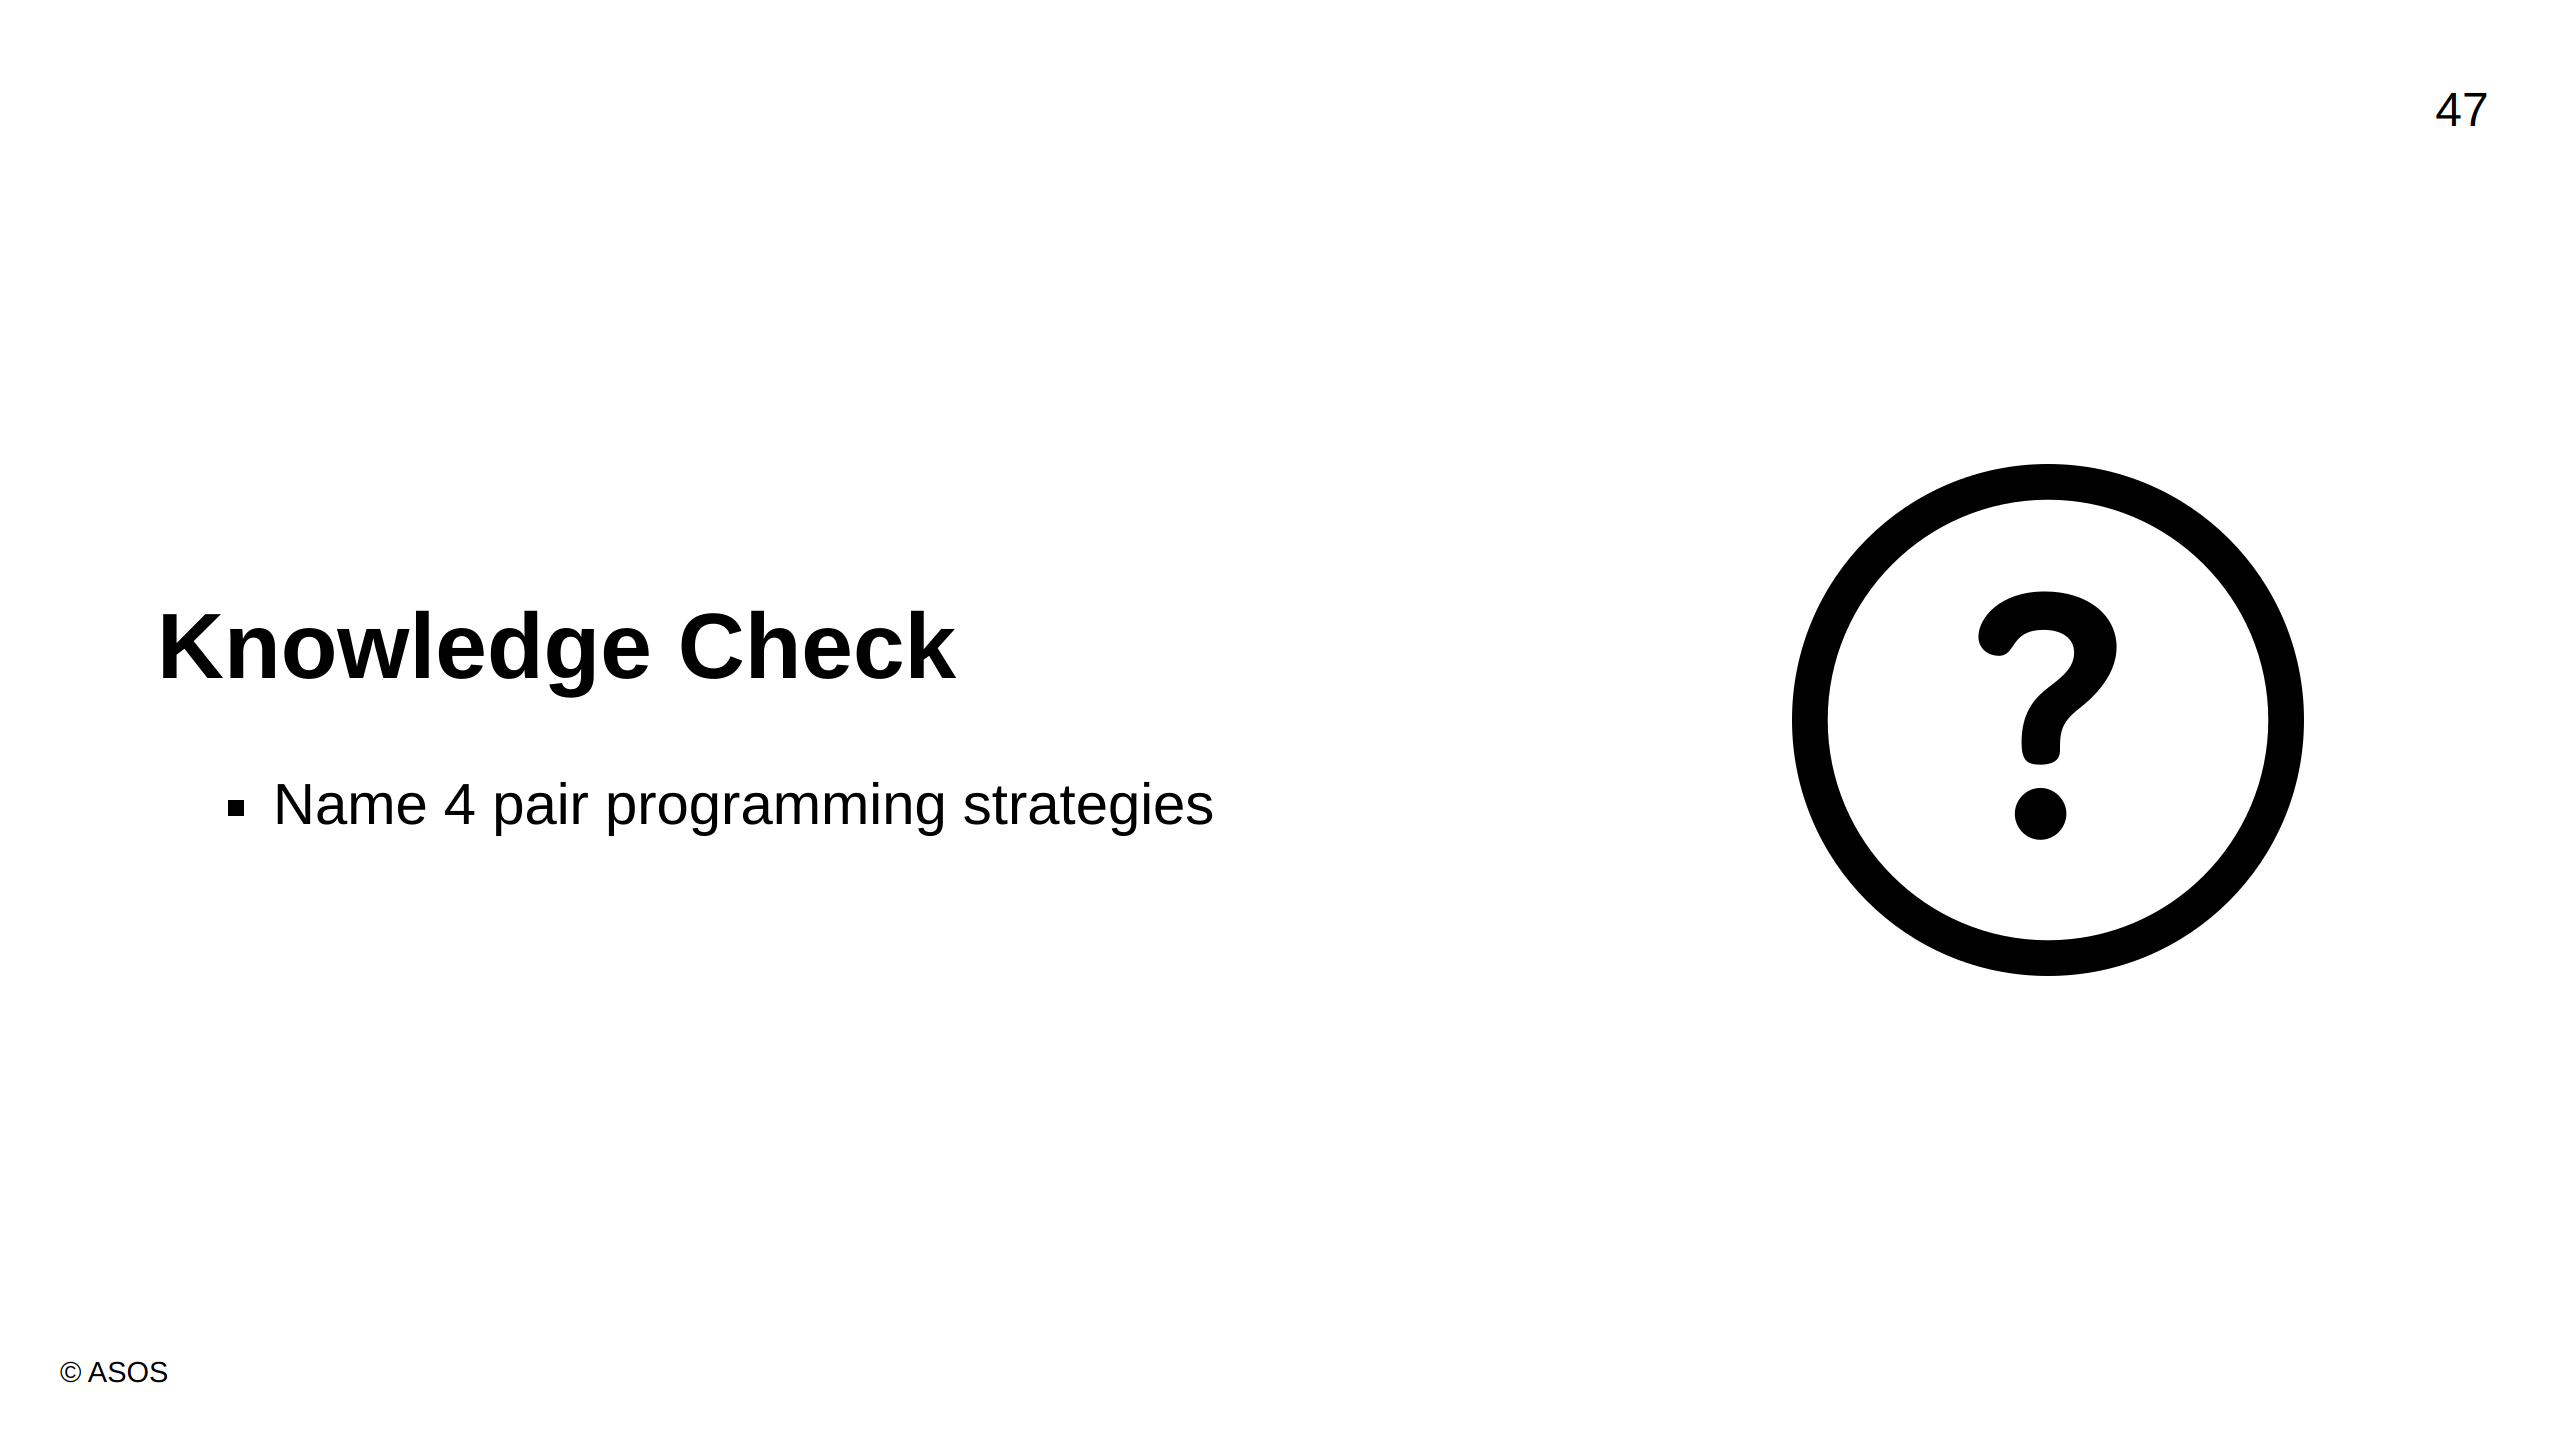 47
Knowledge Check
▪ Name 4 pair programming strategies
?
© ASOS